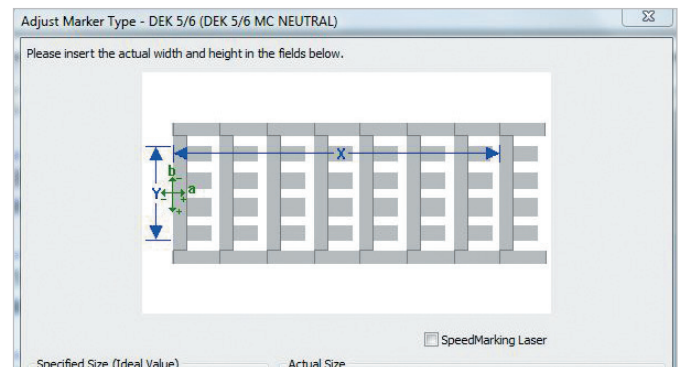 Adjust Marker Type - DEK 5/6 (DEK 5/6 MC NEUTRAL)
Please insert the actual width and height in the fields below.
X
b
Y a
- -
+ +
SpeedMarking Laser
Specified Size (Ideal Value) Actual Size